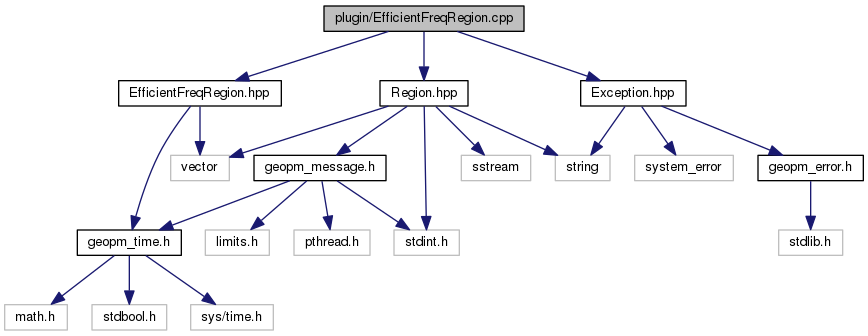 plugin/EfficientFreqRegion.cpp
EfficientFreqRegion.hpp
Region.hpp
Exception.hpp
vector
geopm_message.h
sstream
string
system_error
geopm_error.h
geopm_time.h
limits.h
pthread.h
stdint.h
stdlib.h
math.h
stdbool.h
sys/time.h